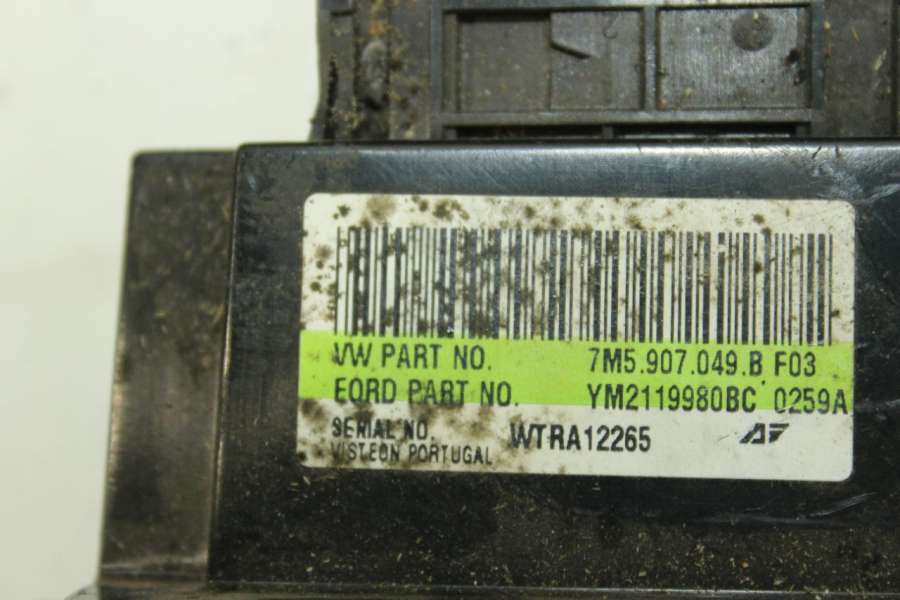 VW PART NO. 7M5.907.049.B F03
FORD PART NO. YM2119980BC 0259A
SERIAL NO. WTRA12265
VISTEON PORTUGAL